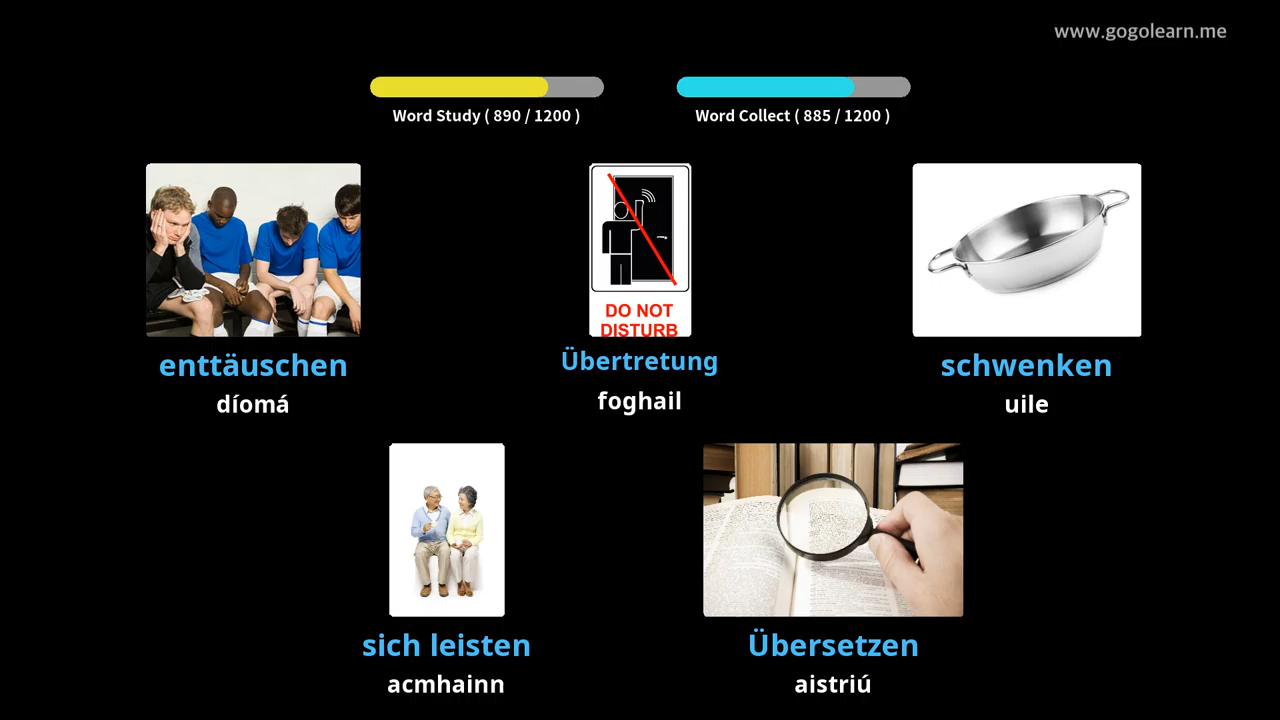 www.gogolearn.me
Word Study ( 890 / 1200 )
Word Collect ( 885 / 1200 )
DO NOT
DISTURB
enttäuschen
díomá
Übertretung
foghail
schwenken
uile
sich leisten
acmhainn
Übersetzen
aistriú